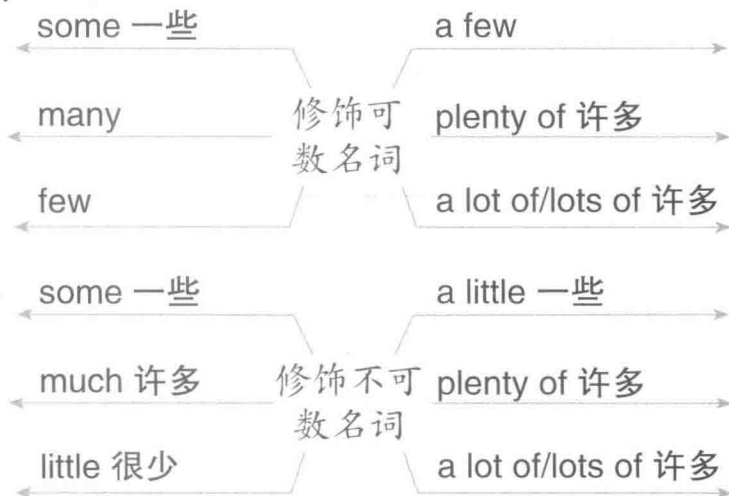 some 一些
a few
many
修饰可
数名词
plenty of 许多
few
a lot of/lots of 许多
some 一些
a little 一些
much 许多
修饰不可
数名词
plenty of 许多
little 很少
a lot of/lots of 许多